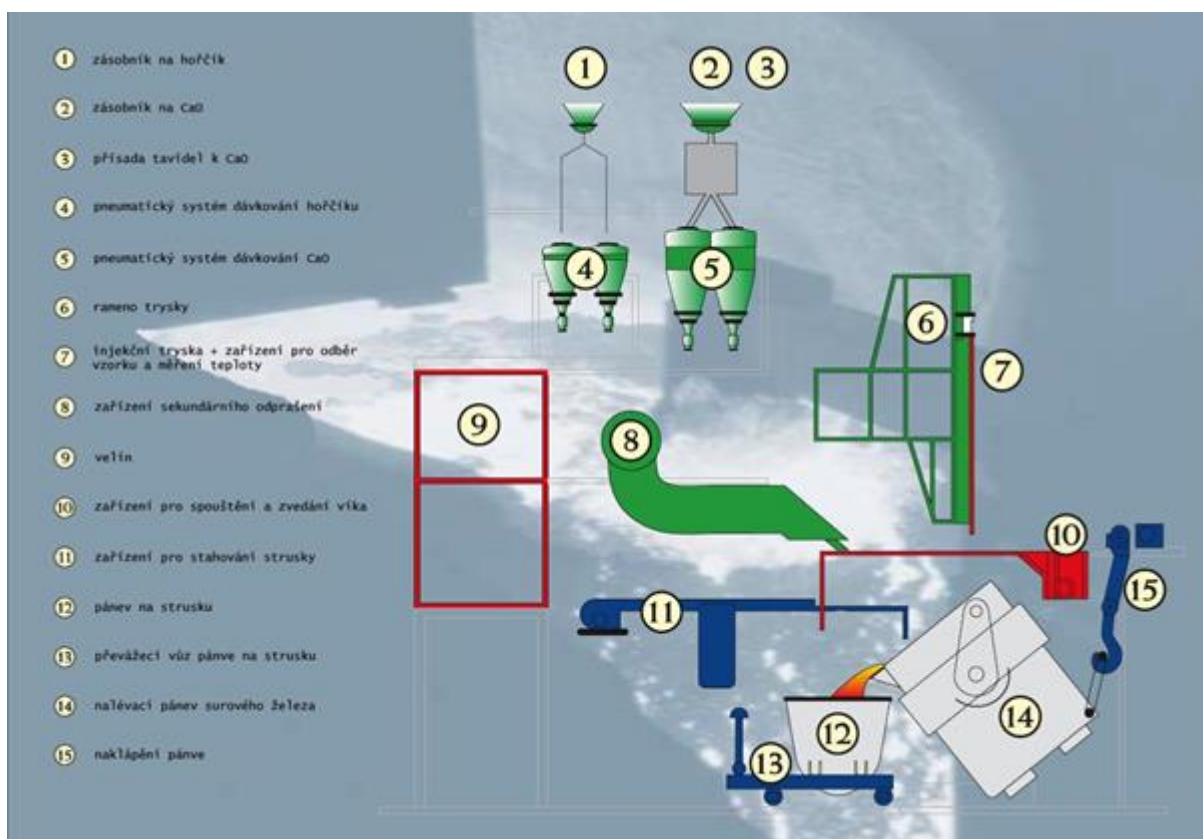 1 zásobník na hořčík
2 zásobník na CaO
3 přísada tavidel k CaO
4 pneumatický systém dávkování hořčíku
5 pneumatický systém dávkování CaO
6 rameno trysky
7 injekční tryska + zařízení pro odběr
vzorku a měření teploty
8 zařízení sekundárního odprašení
9 velín
10 zařízení pro spouštění a zvedání víka
11 zařízení pro stahování strusky
12 pánev na strusku
13 převážecí vůz pánve na strusku
14 nalévací pánev surového železa
15 naklápění pánve
1
2 3
4
5
6
7
8
9
10
11
12
13
14
15